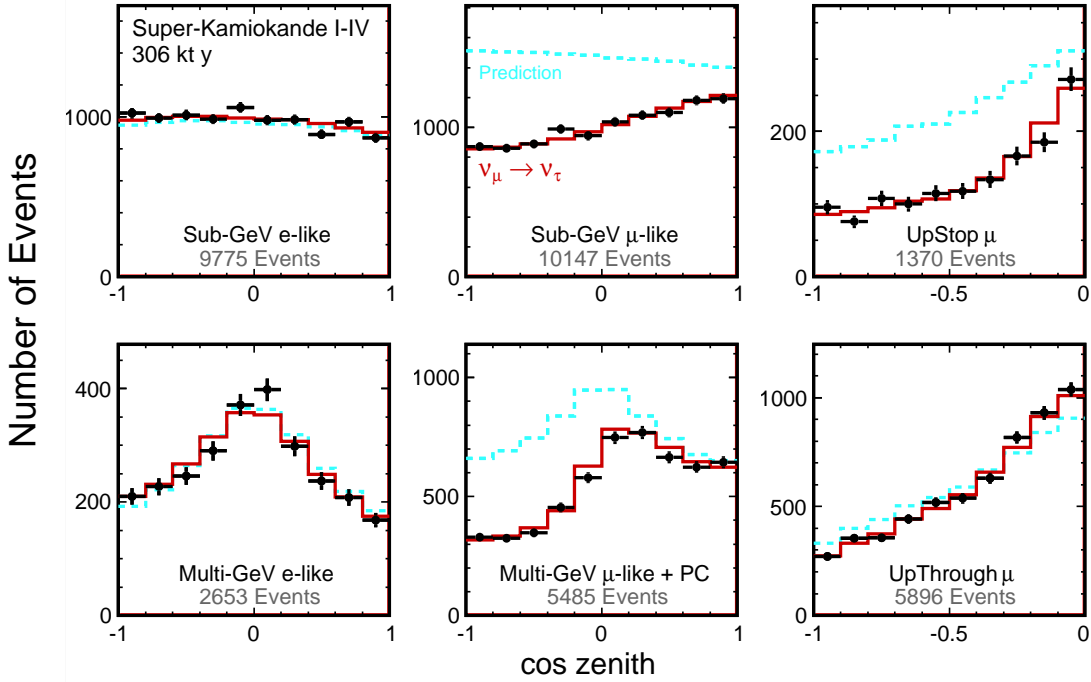 Number of Events
Super-Kamiokande I-IV
306 kt y
1000
0
Sub-GeV e-like
9775 Events
-1
0
1
Prediction
1000
0
νμ → ντ
Sub-GeV μ-like
10147 Events
-1
0
1
200
0
UpStop μ
1370 Events
-1
-0.5
0
400
200
0
Multi-GeV e-like
2653 Events
-1
0
1
1000
500
0
Multi-GeV μ-like + PC
5485 Events
-1
0
1
1000
500
0
UpThrough μ
5896 Events
-1
-0.5
0
cos zenith